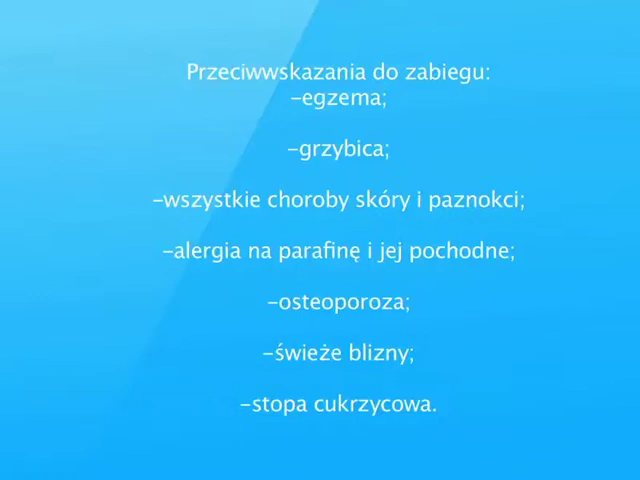 Przeciwwskazania do zabiegu:
-egzema;
-grzybica;
-wszystkie choroby skóry i paznokci;
-alergia na parafinę i jej pochodne;
-osteoporoza;
-świeże blizny;
-stopa cukrzycowa.